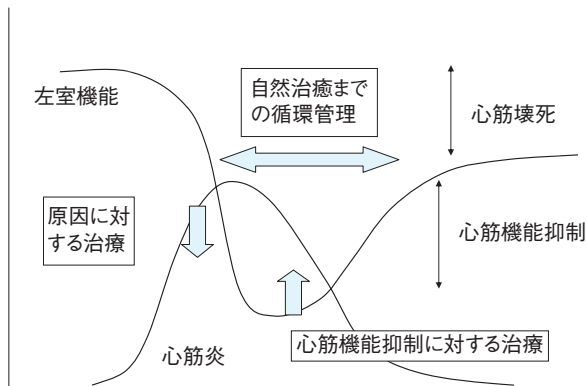 左室機能
自然治癒まで
の循環管理
心筋壊死
原因に対
する治療
心筋機能抑制
心筋炎
心筋機能抑制に対する治療